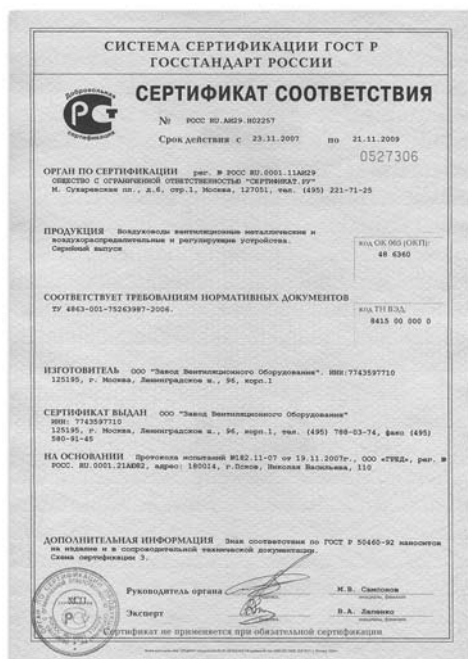 СИСТЕМА СЕРТИФИКАЦИИ ГОСТ Р
ГОССТАНДАРТ РОССИИ
Добровольная
сертификация
СЕРТИФИКАТ СООТВЕТСТВИЯ
№ РОСС RU.АИ29.Н02257
Срок действия с 23.11.2007 по 21.11.2009
0527306
ОРГАН ПО СЕРТИФИКАЦИИ рег. № РОСС RU.0001.11АИ29
ОБЩЕСТВО С ОГРАНИЧЕННОЙ ОТВЕТСТВЕННОСТЬЮ "СЕРТИФИКАТ.РУ"
М. Сухаревская пл., д.6, стр.1, Москва, 127051, тел. (495) 221-71-25
ПРОДУКЦИЯ Воздуховоды вентиляционные металлические и
воздухораспределительные и регулирующие устройства.
Серийный выпуск
код ОК 005 (ОКП):
48 6360
СООТВЕТСТВУЕТ ТРЕБОВАНИЯМ НОРМАТИВНЫХ ДОКУМЕНТОВ
ТУ 4863-001-75263987-2006.
код ТН ВЭД:
8415 00 000 0
ИЗГОТОВИТЕЛЬ ООО "Завод Вентиляционного Оборудования". ИНН:7743597710
125195, г. Москва, Ленинградское ш., 96, корп.1
СЕРТИФИКАТ ВЫДАН ООО "Завод Вентиляционного Оборудования"
ИНН: 7743597710
125195, г. Москва, Ленинградское ш., 96, корп.1, тел. (495) 788-03-74, факс (495)
580-91-45
НА ОСНОВАНИИ Протокола испытаний №182.11-07 от 19.11.2007г., ООО рег. №
РОСС. RU.0001. адрес: 180014, г.Псков, Николая Васильева, 110
ДОПОЛНИТЕЛЬНАЯ ИНФОРМАЦИЯ Знак соответствия по ГОСТ Р 50460-92 наносится
на изделие и в сопроводительной технической документации.
Схема сертификации 3.
Руководитель органа М.В. Самсонов
Эксперт В.А. Лапенко
Сертификат не применяется при обязательной сертификации